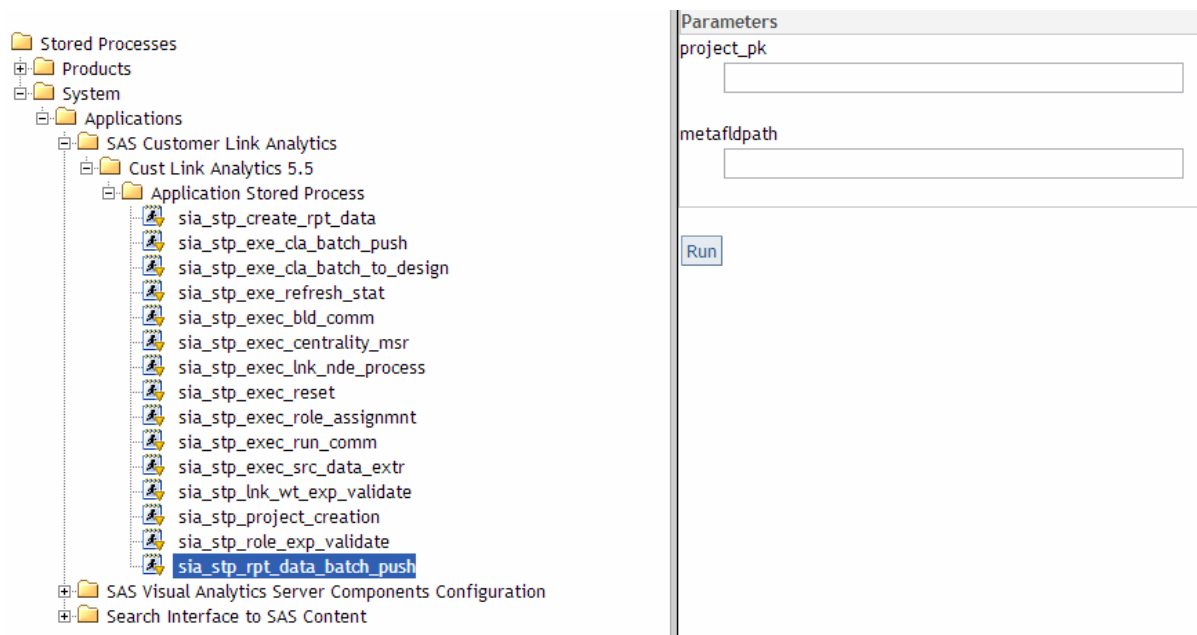 Stored Processes
Products
System
Applications
SAS Customer Link Analytics
Cust Link Analytics 5.5
Application Stored Process
sia_stp_create_rpt_data
sia_stp_exe_cla_batch_push
sia_stp_exe_cla_batch_to_design
sia_stp_exe_refresh_stat
sia_stp_exec_bld_comm
sia_stp_exec_centrality_msr
sia_stp_exec_lnk_nde_process
sia_stp_exec_reset
sia_stp_exec_role_assignmnt
sia_stp_exec_run_comm
sia_stp_exec_src_data_extr
sia_stp_lnk_wt_exp_validate
sia_stp_project_creation
sia_stp_role_exp_validate
sia_stp_rpt_data_batch_push
SAS Visual Analytics Server Components Configuration
Search Interface to SAS Content
Parameters
project_pk
metafldpath
Run